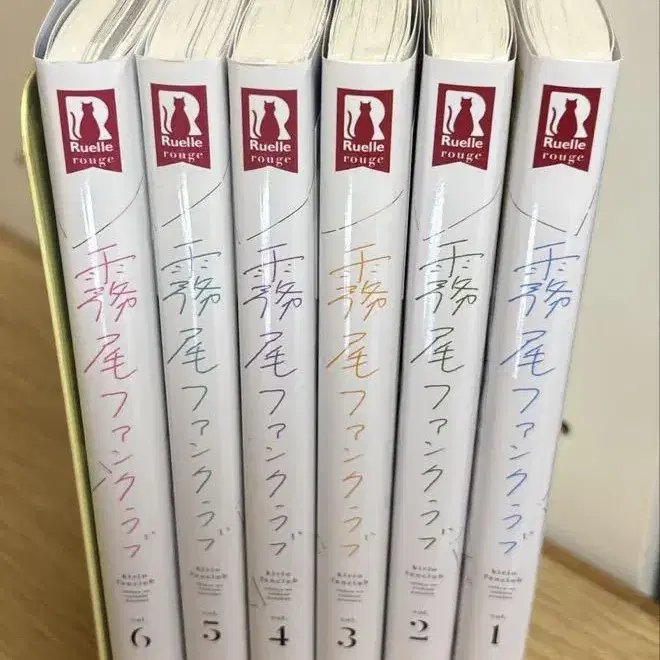 Ruelle
rouge
霧尾ファンクラブ
kirio
fanclub
vol.
6
Ruelle
rouge
霧尾ファンクラブ
kirio
fanclub
vol.
5
Ruelle
rouge
霧尾ファンクラブ
kirio
fanclub
vol.
4
Ruelle
rouge
霧尾ファンクラブ
kirio
fanclub
vol.
3
Ruelle
rouge
霧尾ファンクラブ
kirio
fanclub
vol.
2
Ruelle
rouge
霧尾ファンクラブ
kirio
fanclub
vol.
1